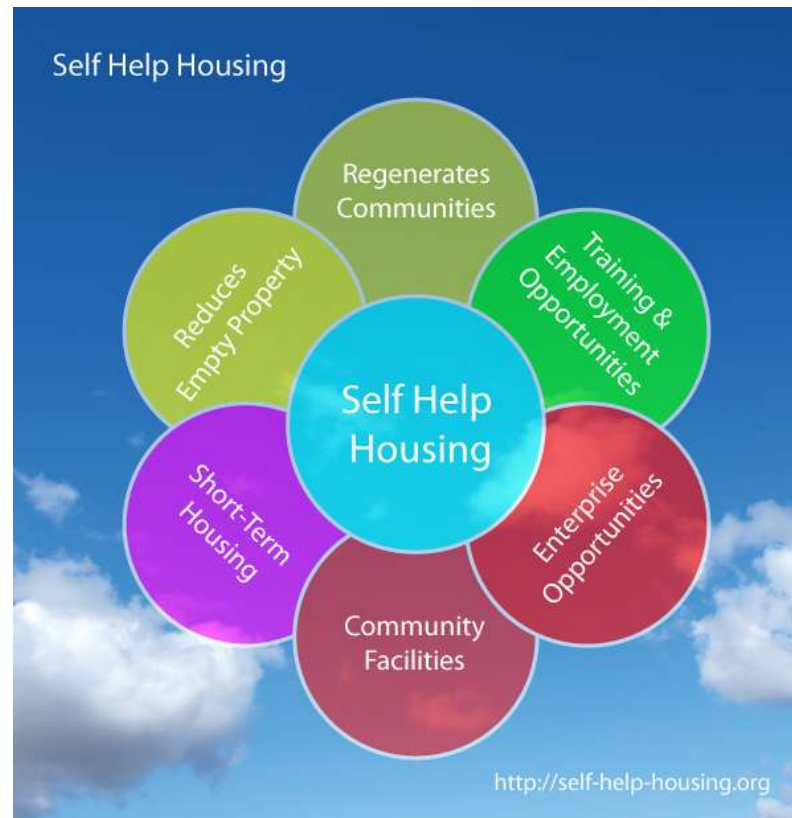 Self Help Housing
Regenerates
Communities
Training &
Employment
Opportunities
Enterprise
Opportunities
Community
Facilities
Short-Term
Housing
Reduces
Empty Property
Self Help
Housing
http://self-help-housing.org